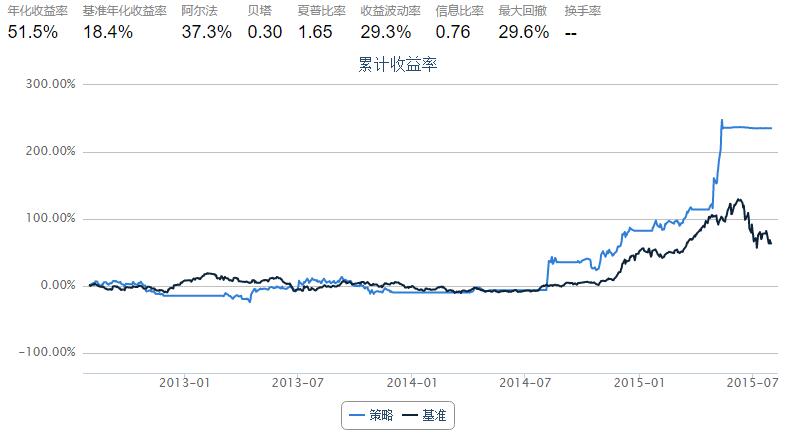 年化收益率 基准年化收益率 阿尔法 贝塔 夏普比率 收益波动率 信息比率 最大回撤 换手率
51.5% 18.4% 37.3% 0.30 1.65 29.3% 0.76 29.6% --
累计收益率
300.00%
200.00%
100.00%
0.00%
-100.00%
2013-01 2013-07 2014-01 2014-07 2015-01 2015-07
策略 基准